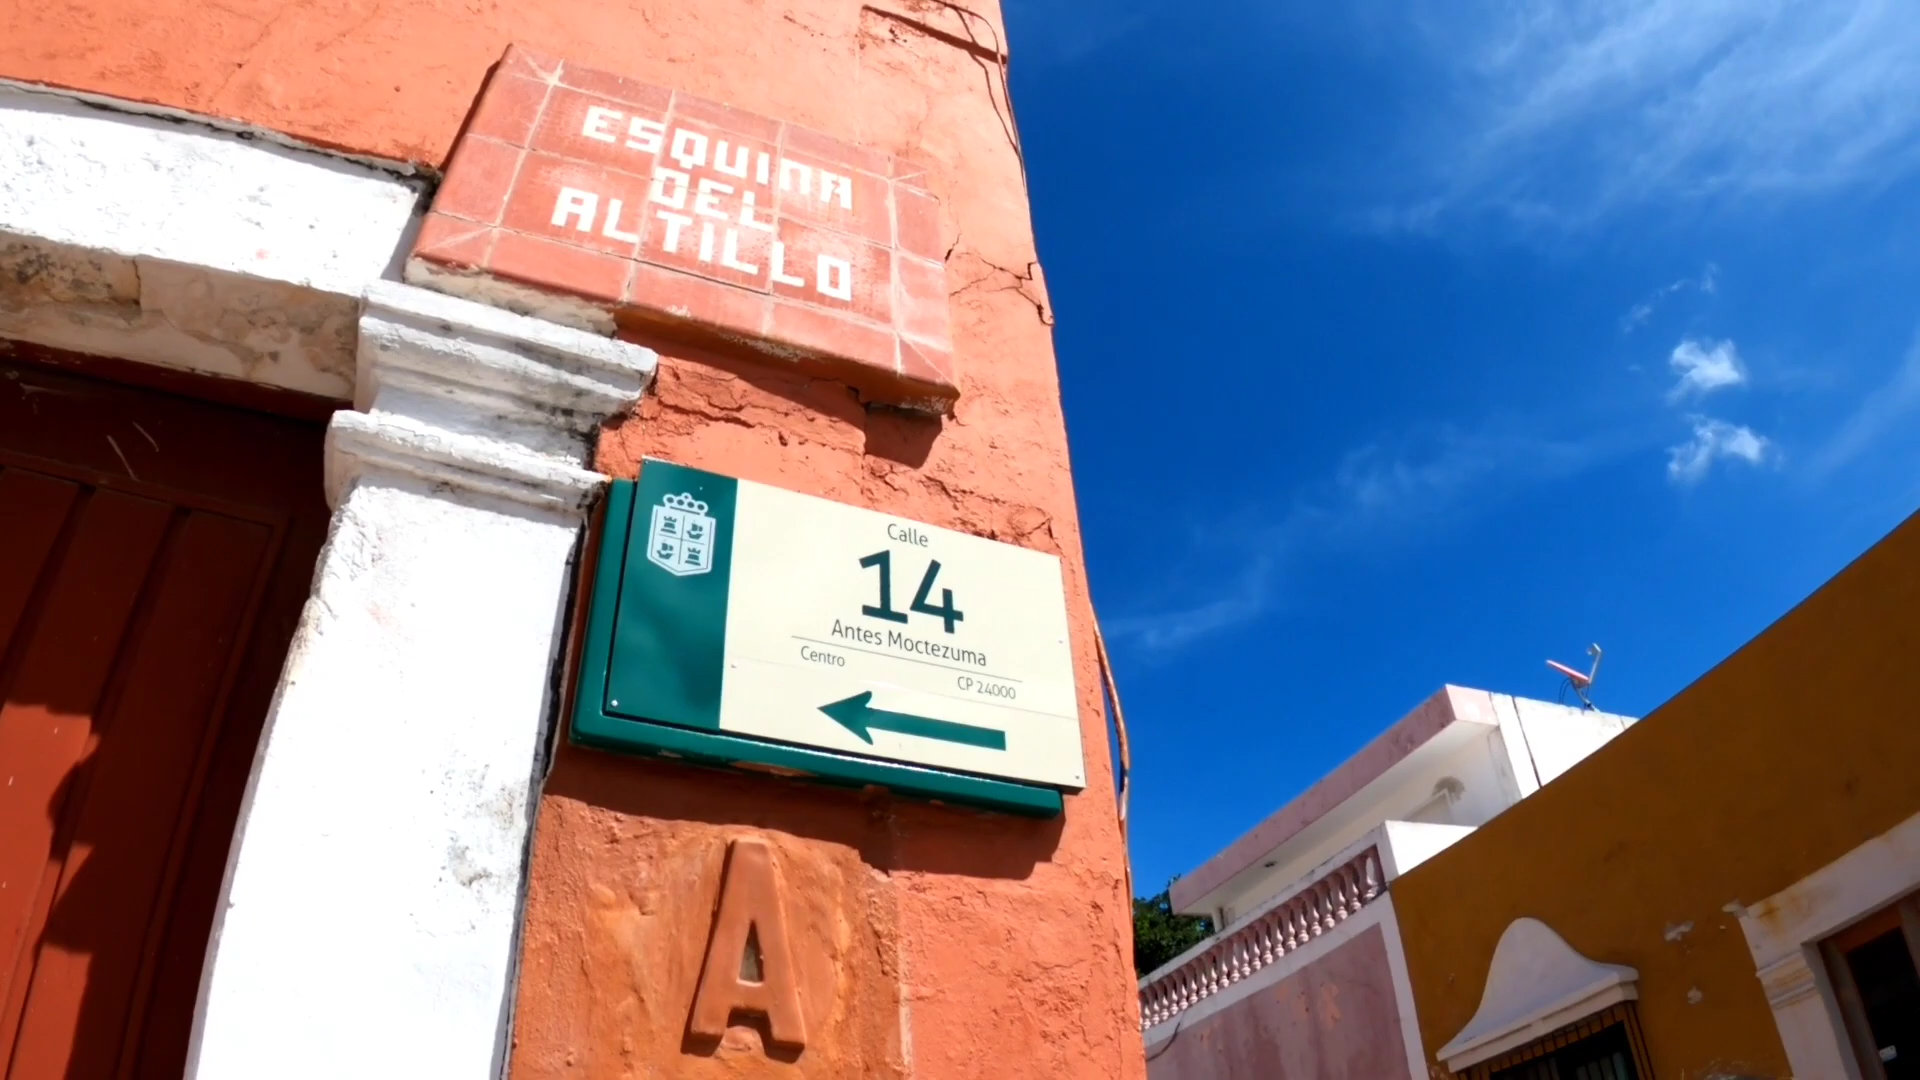 ESQUINA
DEL
ALTILLO
Calle
14
Antes Moctezuma
Centro
CP 24000
A